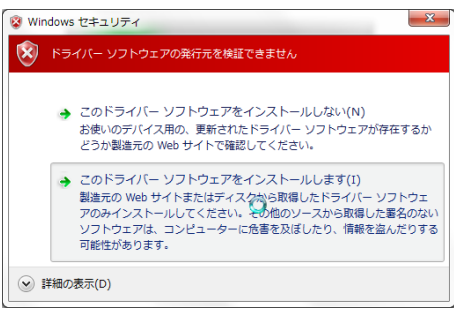 Windows セキュリティ
ドライバー ソフトウェアの発行元を検証できません
このドライバー ソフトウェアをインストールしない(N)
お使いのデバイス用の、更新されたドライバー ソフトウェアが存在するか
どうか製造元の Web サイトで確認してください。
このドライバー ソフトウェアをインストールします(I)
製造元の Web サイトまたはディスクから取得したドライバー ソフトウェ
アのみインストールしてください。その他のソースから取得した署名のない
ソフトウェアは、コンピューターに危害を及ぼしたり、情報を盗んだりする
可能性があります。
詳細の表示(D)